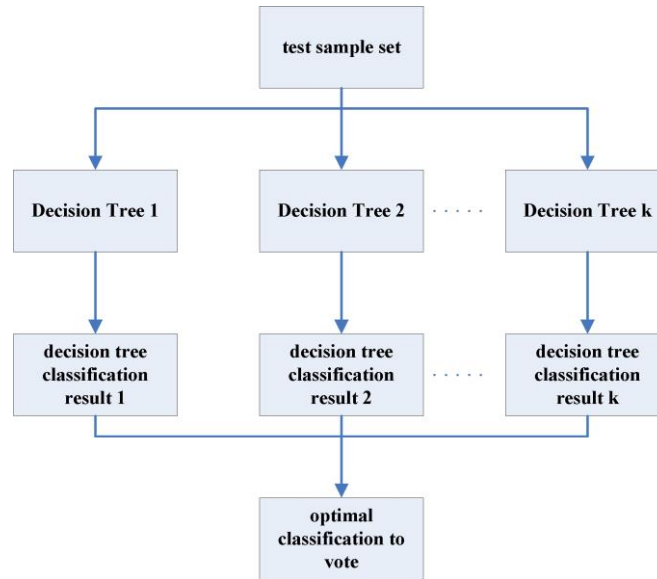 test sample set
Decision Tree 1
Decision Tree 2
. . . . .
Decision Tree k
decision tree
classification
result 1
decision tree
classification
result 2
. . . . .
decision tree
classification
result k
optimal
classification to
vote